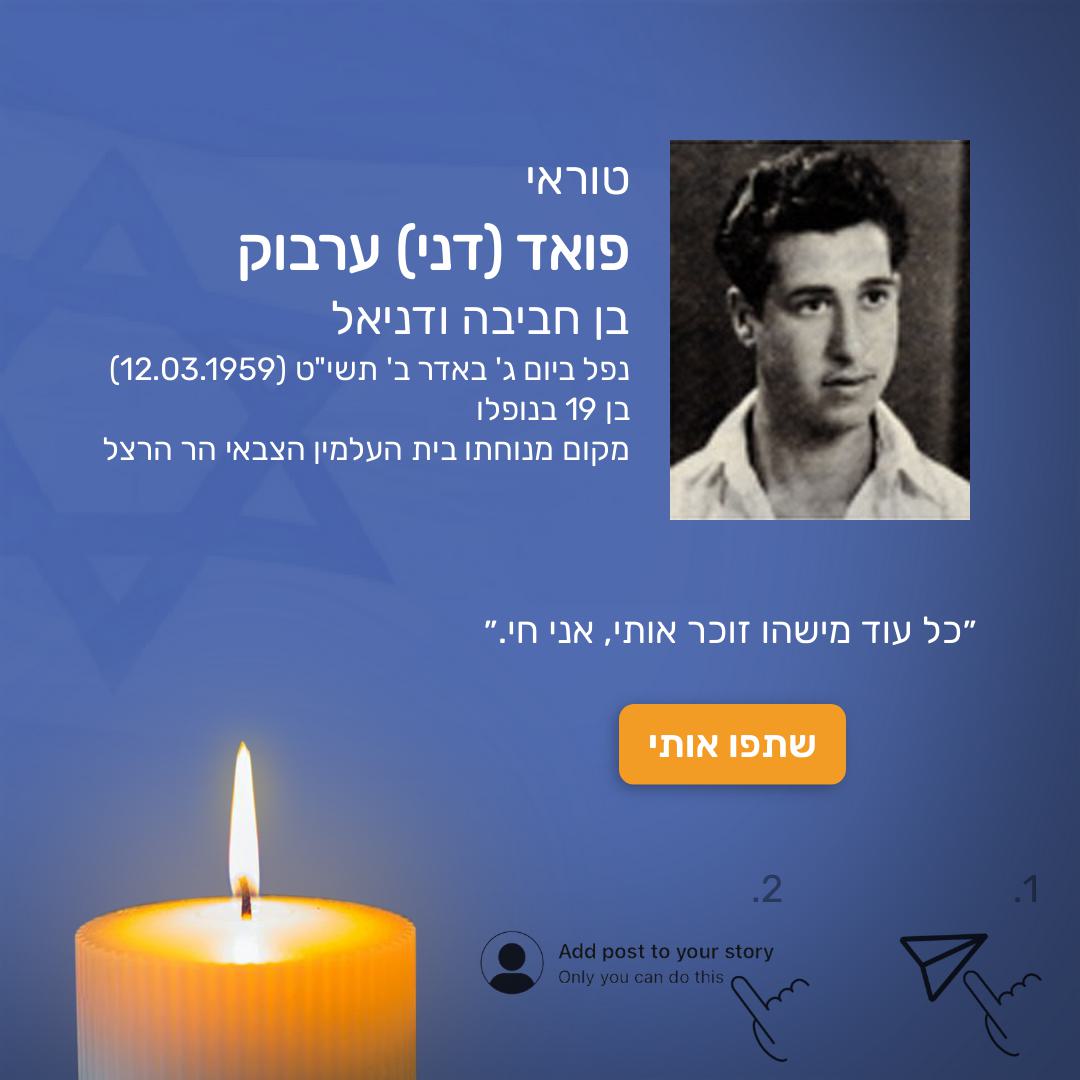 טוראי
פואד (דני) ערבוק
בן חביבה ודניאל
נפל ביום ג' באדר ב' תשי"ט (12.03.1959)
בן 19 בנופלו
מקום מנוחתו בית העלמין הצבאי הר הרצל
״כל עוד מישהו זוכר אותי, אני חי.״
שתפו אותי
1.
2.
Add post to your story
Only you can do this